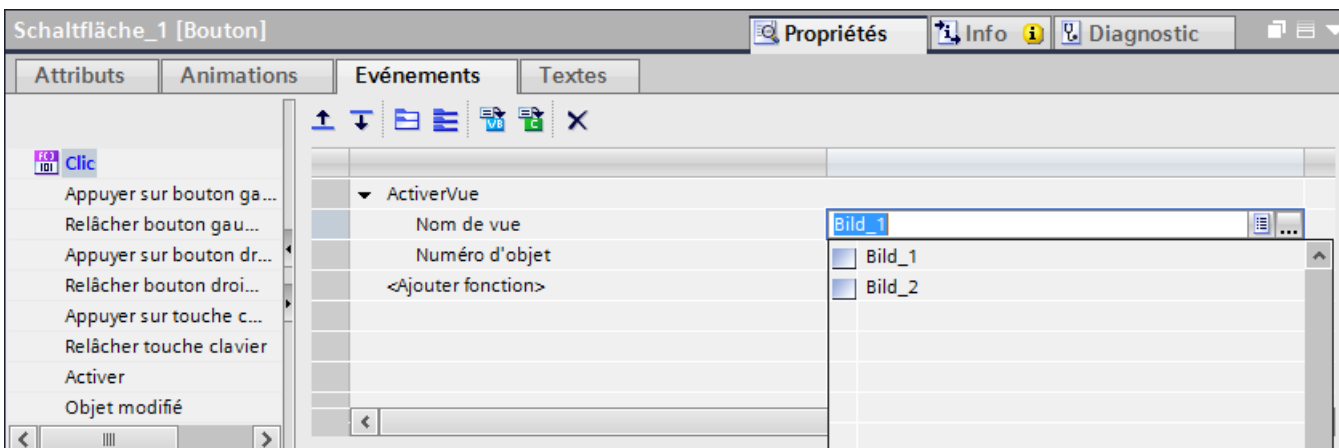 Schaltfläche_1 [Bouton]
Propriétés
Info
Diagnostic
Attributs
Animations
Evénements
Textes
Clic
Appuyer sur bouton ga...
Relâcher bouton gau...
Appuyer sur bouton dr...
Relâcher bouton droi...
Appuyer sur touche c...
Relâcher touche clavier
Activer
Objet modifié
ActiverVue
Nom de vue
Bild_1
Numéro d'objet
<Ajouter fonction>
Bild_1
Bild_2